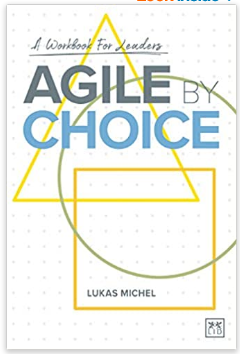 A Workbook For Leaders
AGILE BY
CHOICE
LUKAS MICHEL
LID